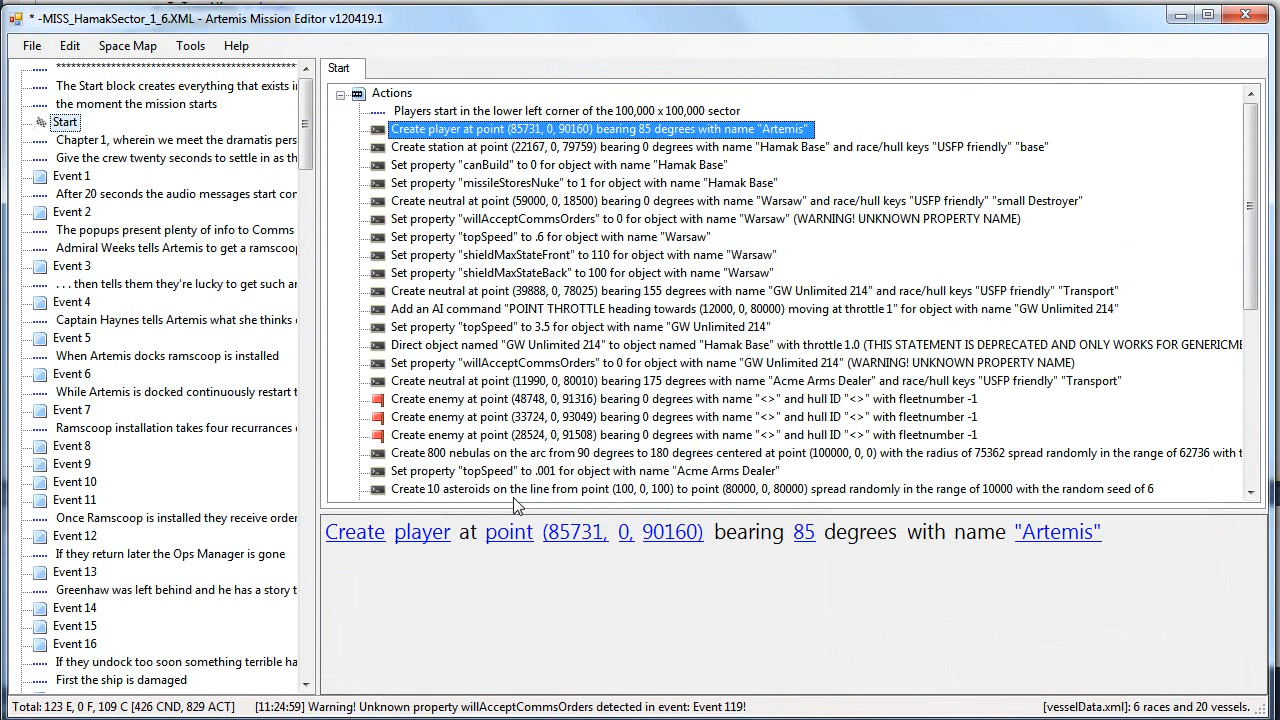 * -MISS_HamakSector_1_6.XML - Artemis Mission Editor v120419.1
File Edit Space Map Tools Help
**************************************************
The Start block creates everything that exists i
the moment the mission starts
Start
Chapter 1, wherein we meet the dramatis pers
Give the crew twenty seconds to settle in as th
Event 1
After 20 seconds the audio messages start cor
Event 2
The popups present plenty of info to Comms
Admiral Weeks tells Artemis to get a ramscoop
Event 3
. . . then tells them they're lucky to get such ar
Event 4
Captain Haynes tells Artemis what she thinks
Event 5
When Artemis docks ramscoop is installed
Event 6
While Artemis is docked continuously restart t
Event 7
Ramscoop installation takes four recurrances
Event 8
Event 9
Event 10
Event 11
Once Ramscoop is installed they receive order
Event 12
If they return later the Ops Manager is gone
Event 13
Greenhaw was left behind and he has a story t
Event 14
Event 15
Event 16
If they undock too soon something terrible ha
First the ship is damaged
Start
Actions
Players start in the lower left corner of the 100,000 x 100,000 sector
Create player at point (85731, 0, 90160) bearing 85 degrees with name "Artemis"
Create station at point (22167, 0, 79759) bearing 0 degrees with name "Hamak Base" and race/hull keys "USFP friendly" "base"
Set property "canBuild" to 0 for object with name "Hamak Base"
Set property "missileStoresNuke" to 1 for object with name "Hamak Base"
Create neutral at point (59000, 0, 18500) bearing 0 degrees with name "Warsaw" and race/hull keys "USFP friendly" "small Destroyer"
Set property "willAcceptCommsOrders" to 0 for object with name "Warsaw" (WARNING! UNKNOWN PROPERTY NAME)
Set property "topSpeed" to .6 for object with name "Warsaw"
Set property "shieldMaxStateFront" to 110 for object with name "Warsaw"
Set property "shieldMaxStateBack" to 100 for object with name "Warsaw"
Create neutral at point (39888, 0, 78025) bearing 155 degrees with name "GW Unlimited 214" and race/hull keys "USFP friendly" "Transport"
Add an AI command "POINT THROTTLE heading towards (12000, 0, 80000) moving at throttle 1" for object with name "GW Unlimited 214"
Set property "topSpeed" to 3.5 for object with name "GW Unlimited 214"
Direct object named "GW Unlimited 214" to object named "Hamak Base" with throttle 1.0 (THIS STATEMENT IS DEPRECATED AND ONLY WORKS FOR GENERICME
Set property "willAcceptCommsOrders" to 0 for object with name "GW Unlimited 214" (WARNING! UNKNOWN PROPERTY NAME)
Create neutral at point (11990, 0, 80010) bearing 175 degrees with name "Acme Arms Dealer" and race/hull keys "USFP friendly" "Transport"
Create enemy at point (48748, 0, 91316) bearing 0 degrees with name "<>" and hull ID "<>" with fleetnumber -1
Create enemy at point (33724, 0, 93049) bearing 0 degrees with name "<>" and hull ID "<>" with fleetnumber -1
Create enemy at point (28524, 0, 91508) bearing 0 degrees with name "<>" and hull ID "<>" with fleetnumber -1
Create 800 nebulas on the arc from 90 degrees to 180 degrees centered at point (100000, 0, 0) with the radius of 75362 spread randomly in the range of 62736 with t
Set property "topSpeed" to .001 for object with name "Acme Arms Dealer"
Create 10 asteroids on the line from point (100, 0, 100) to point (80000, 0, 80000) spread randomly in the range of 10000 with the random seed of 6
Create player at point (85731, 0, 90160) bearing 85 degrees with name "Artemis"
Total: 123 E, 0 F, 109 C [426 CND, 829 ACT] [11:24:59] Warning! Unknown property willAcceptCommsOrders detected in event: Event 119! [vesselData.xml]: 6 races and 20 vessels.